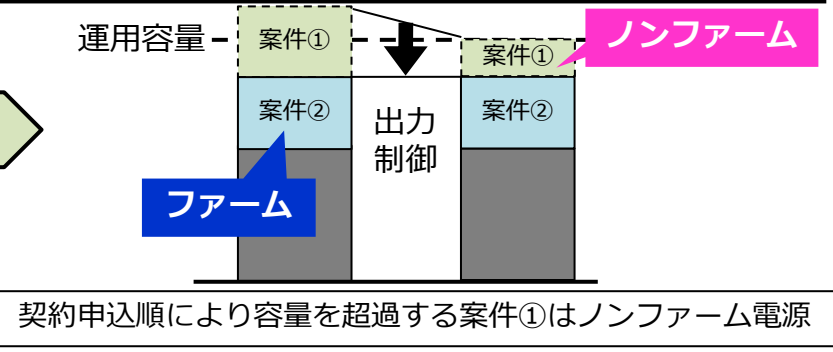 運用容量
案件①
案件①
ノンファーム
案件②
案件②
出力
制御
ファーム
契約申込順により容量を超過する案件①はノンファーム電源